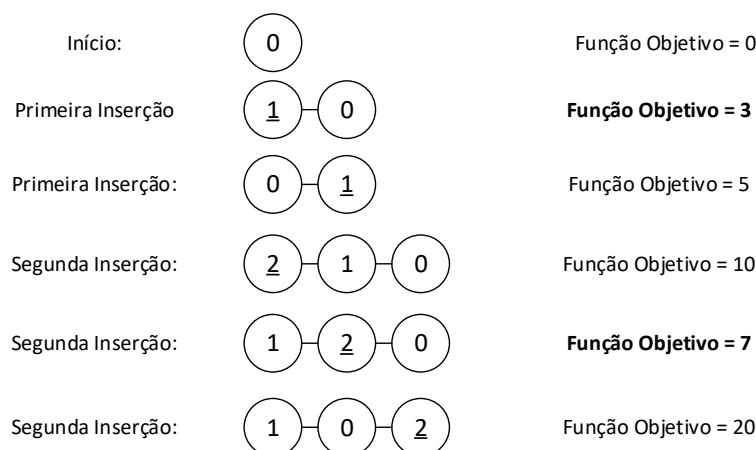 Início: 0 Função Objetivo = 0
Primeira Inserção 1 0 Função Objetivo = 3
Primeira Inserção: 0 1 Função Objetivo = 5
Segunda Inserção: 2 1 0 Função Objetivo = 10
Segunda Inserção: 1 2 0 Função Objetivo = 7
Segunda Inserção: 1 0 2 Função Objetivo = 20